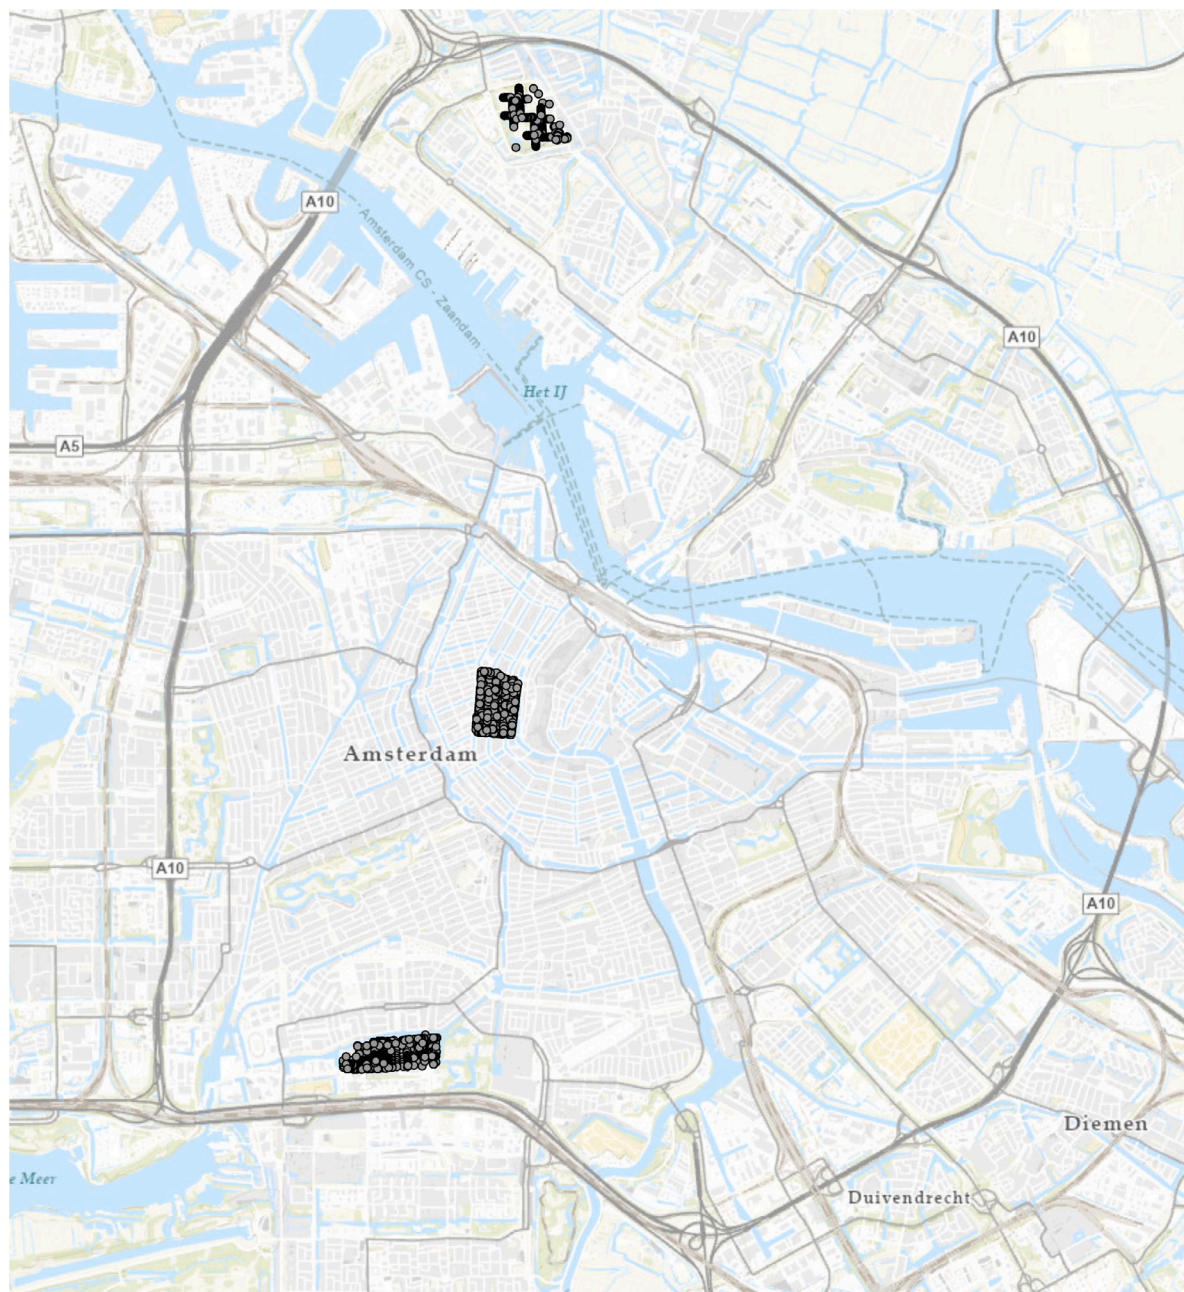 A10
Amsterdam CS - Zaandam
A10
Het IJ
A5
Amsterdam
A10
A10
Diemen
e Meer
Duivendrecht